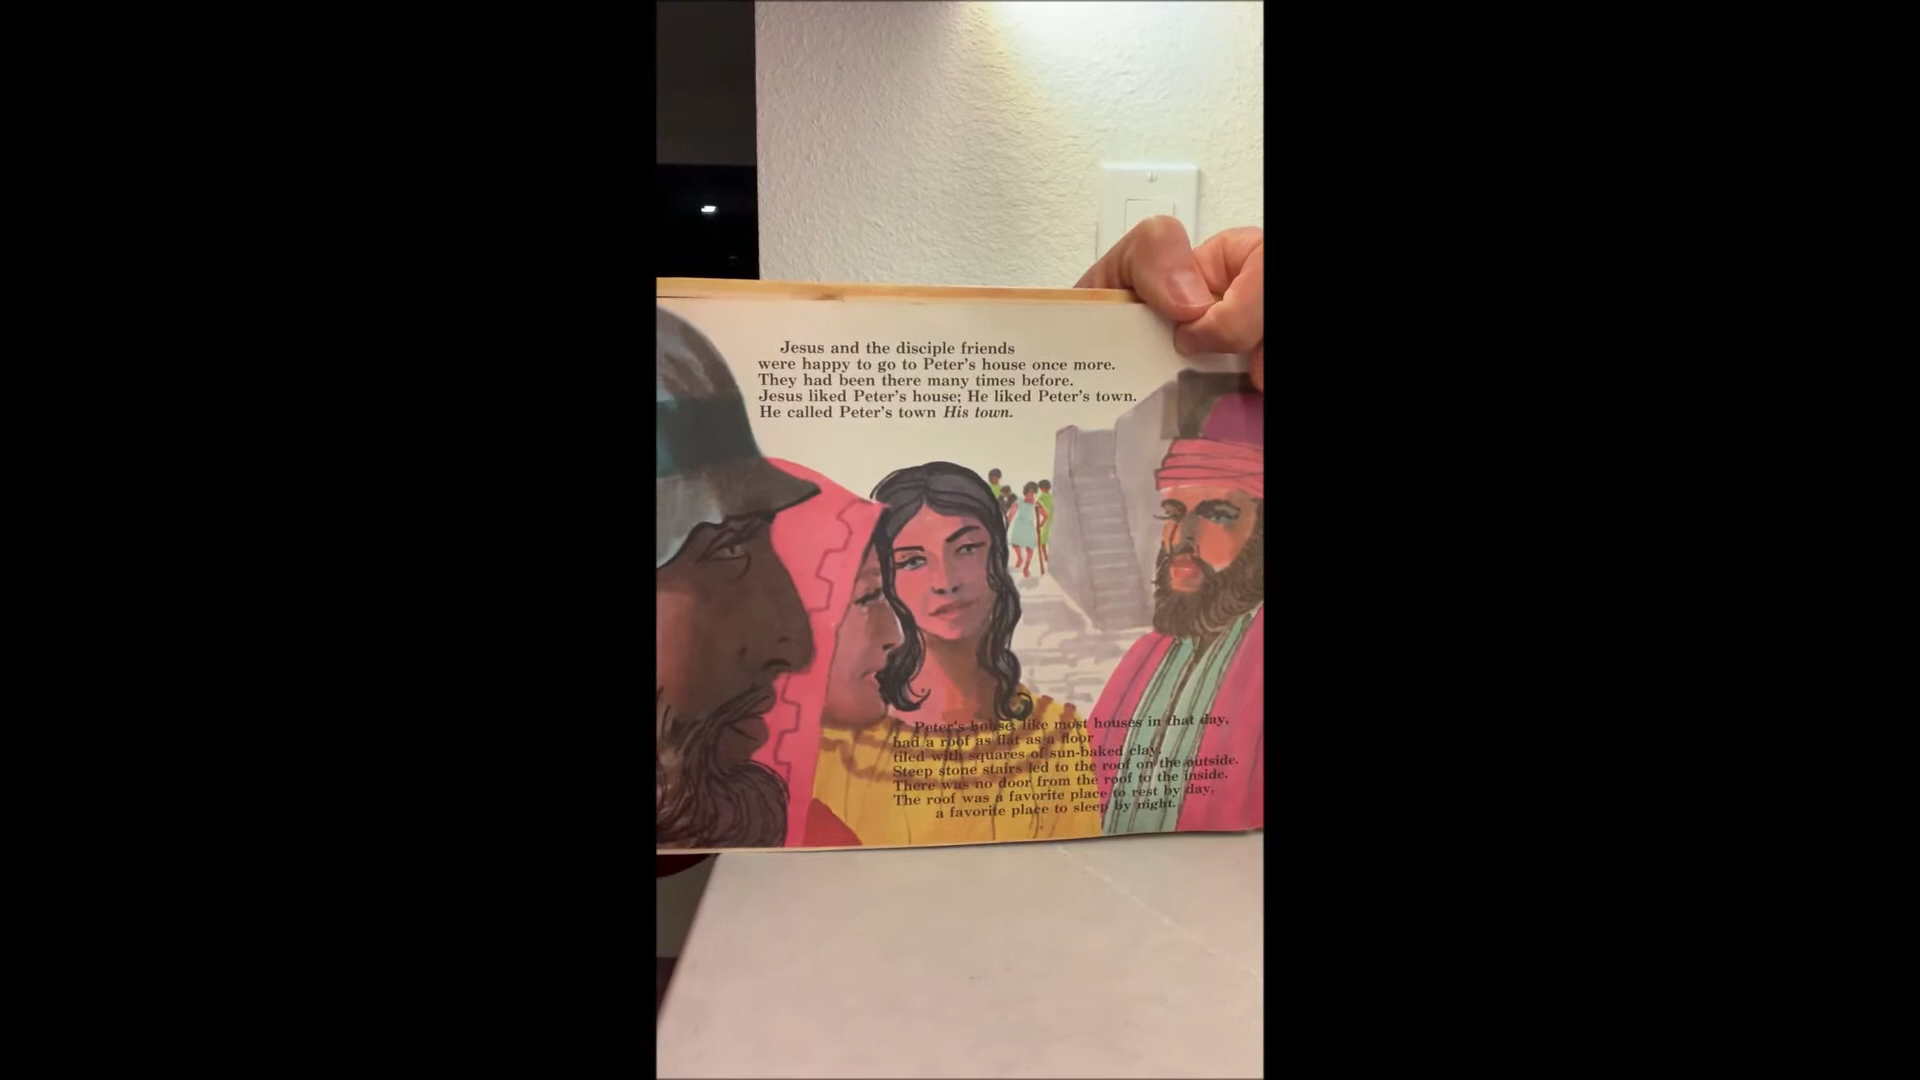 Jesus and the disciple friends
were happy to go to Peter's house once more.
They had been there many times before.
Jesus liked Peter's house; He liked Peter's town.
He called Peter's town His town.
Peter's house, like most houses in that day,
had a roof as flat as a floor
tiled with squares of sun-baked clay.
Steep stone stairs led to the roof on the outside.
There was no door from the roof to the inside.
The roof was a favorite place to rest by day,
a favorite place to sleep by night.